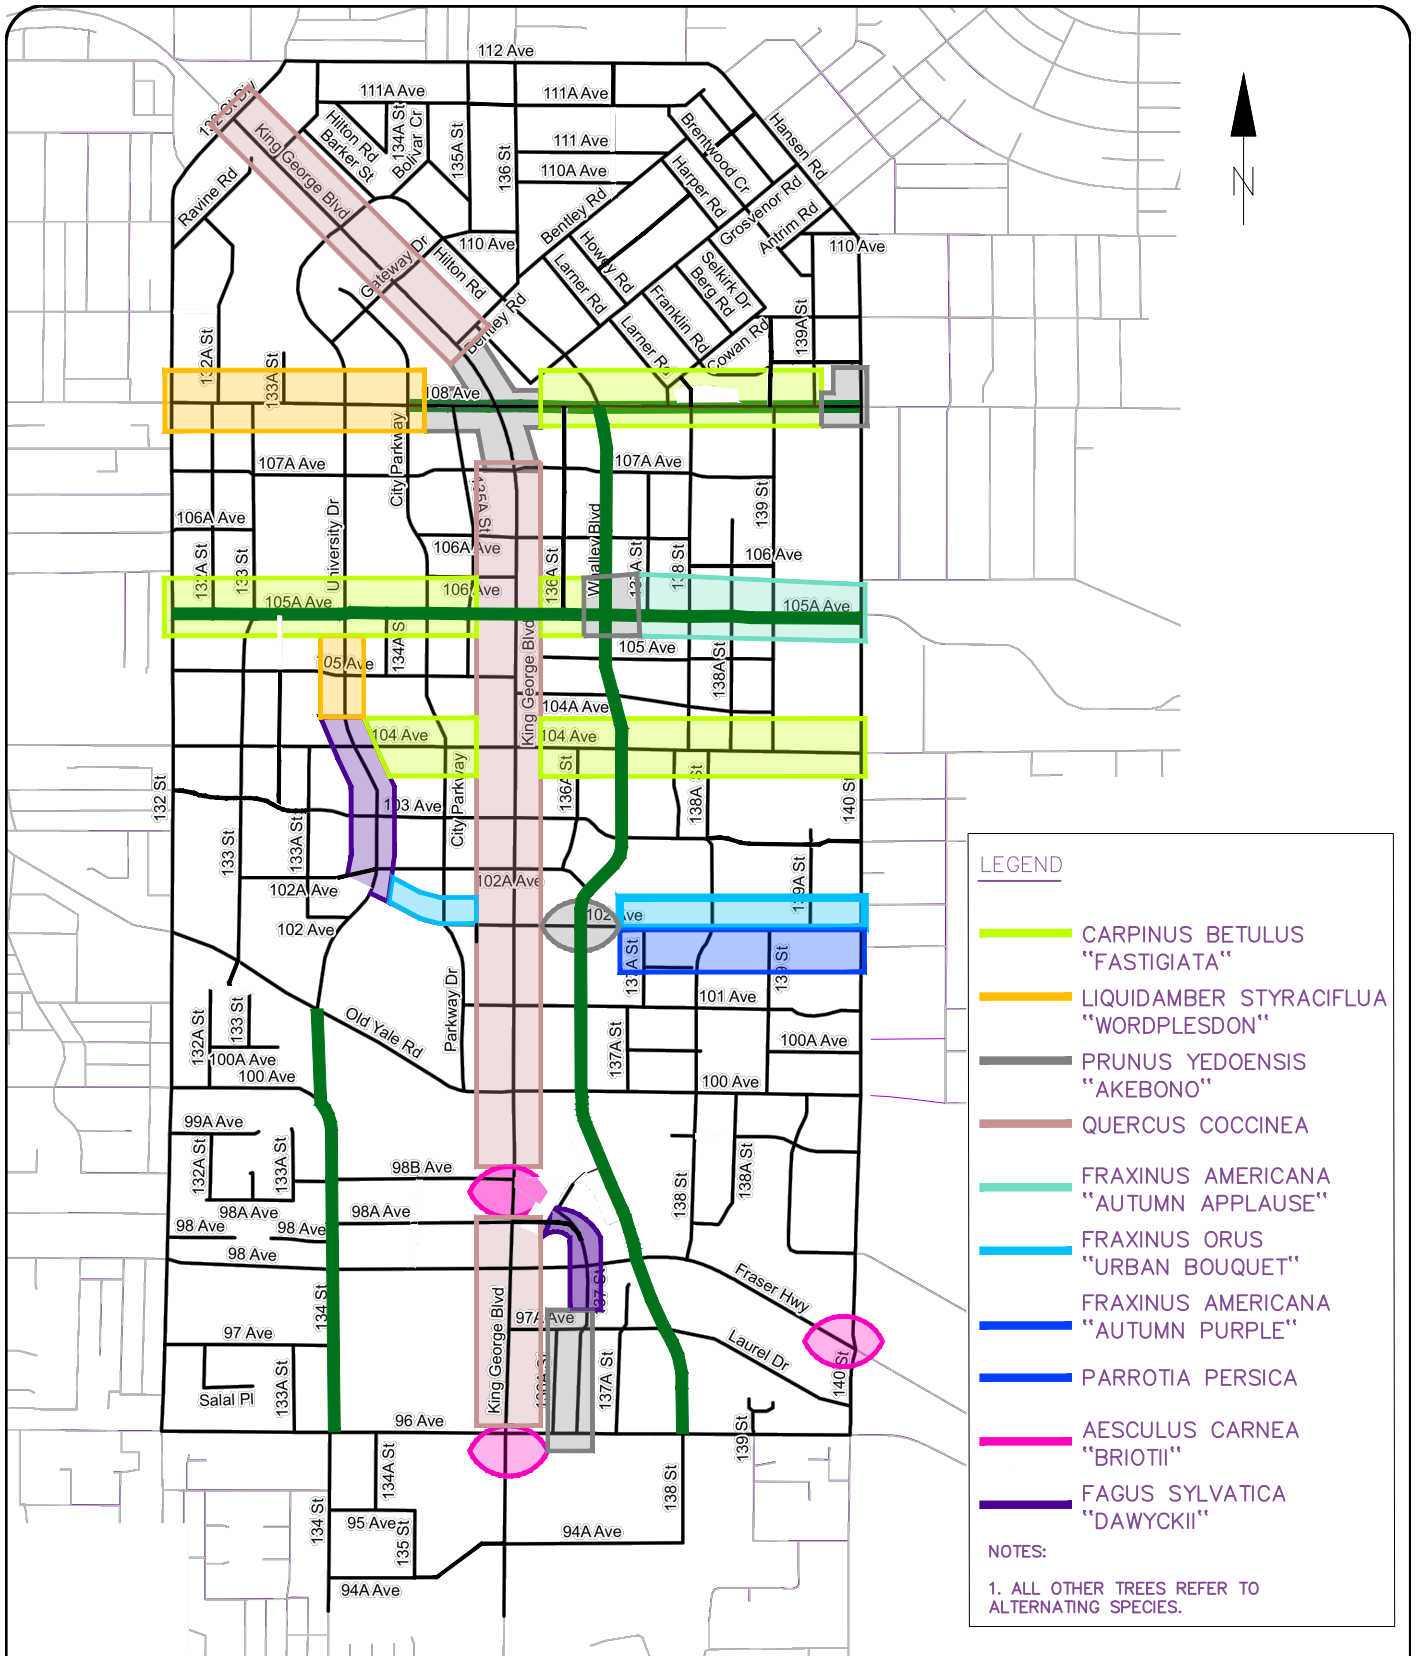 112 Ave
111A Ave
111A Ave
134A St
Hilton Rd
Barker St
Bolivar Cr
135A St
136 St
111 Ave
110A Ave
Brentwood Cr
Hansen Rd
King George Blvd
Ravine Rd
Harper Rd
Grosvenor Rd
Antrim Rd
Bentley Rd
110 Ave
110 Ave
Gateway Dr
Hilton Rd
Howey Rd
Larner Rd
Selkirk Dr
Berg Rd
Franklin Rd
Bentley Rd
Larner Rd
Cowan Rd
139A St
132A St
133A St
108 Ave
City Parkway
107A Ave
107A Ave
135A St
139 St
University Dr
106A Ave
106A Ave
106 Ave
Whalley Blvd
132A St
133 St
136A St
137A St
138 St
106 Ave
105A Ave
105A Ave
134A St
King George Blvd
105 Ave
105 Ave
138A St
104A Ave
104 Ave
104 Ave
132 St
City Parkway
136A St
138A St
140 St
103 Ave
133 St
133A St
139A St
102A Ave
102A Ave
102 Ave
102 Ave
137A St
139 St
Parkway Dr
101 Ave
133 St
132A St
Old Yale Rd
137A St
100A Ave
100A Ave
100 Ave
100 Ave
99A Ave
132A St
133A St
98B Ave
138 St
138A St
98A Ave
98A Ave
98 Ave
98 Ave
98 Ave
134 St
137 St
Fraser Hwy
King George Blvd
97A Ave
97 Ave
Laurel Dr
140 St
133A St
Salal Pl
137A St
96 Ave
139 St
134A St
138 St
134 St
95 Ave
135 St
94A Ave
94A Ave
N
LEGEND
CARPINUS BETULUS
"FASTIGIATA"
LIQUIDAMBER STYRACIFLUA
"WORDPLESDON"
PRUNUS YEDOENSIS
"AKEBONO"
QUERCUS COCCINEA
FRAXINUS AMERICANA
"AUTUMN APPLAUSE"
FRAXINUS ORUS
"URBAN BOUQUET"
FRAXINUS AMERICANA
"AUTUMN PURPLE"
PARROTIA PERSICA
AESCULUS CARNEA
"BRIOTII"
FAGUS SYLVATICA
"DAWYCKII"
NOTES:
1. ALL OTHER TREES REFER TO
ALTERNATING SPECIES.